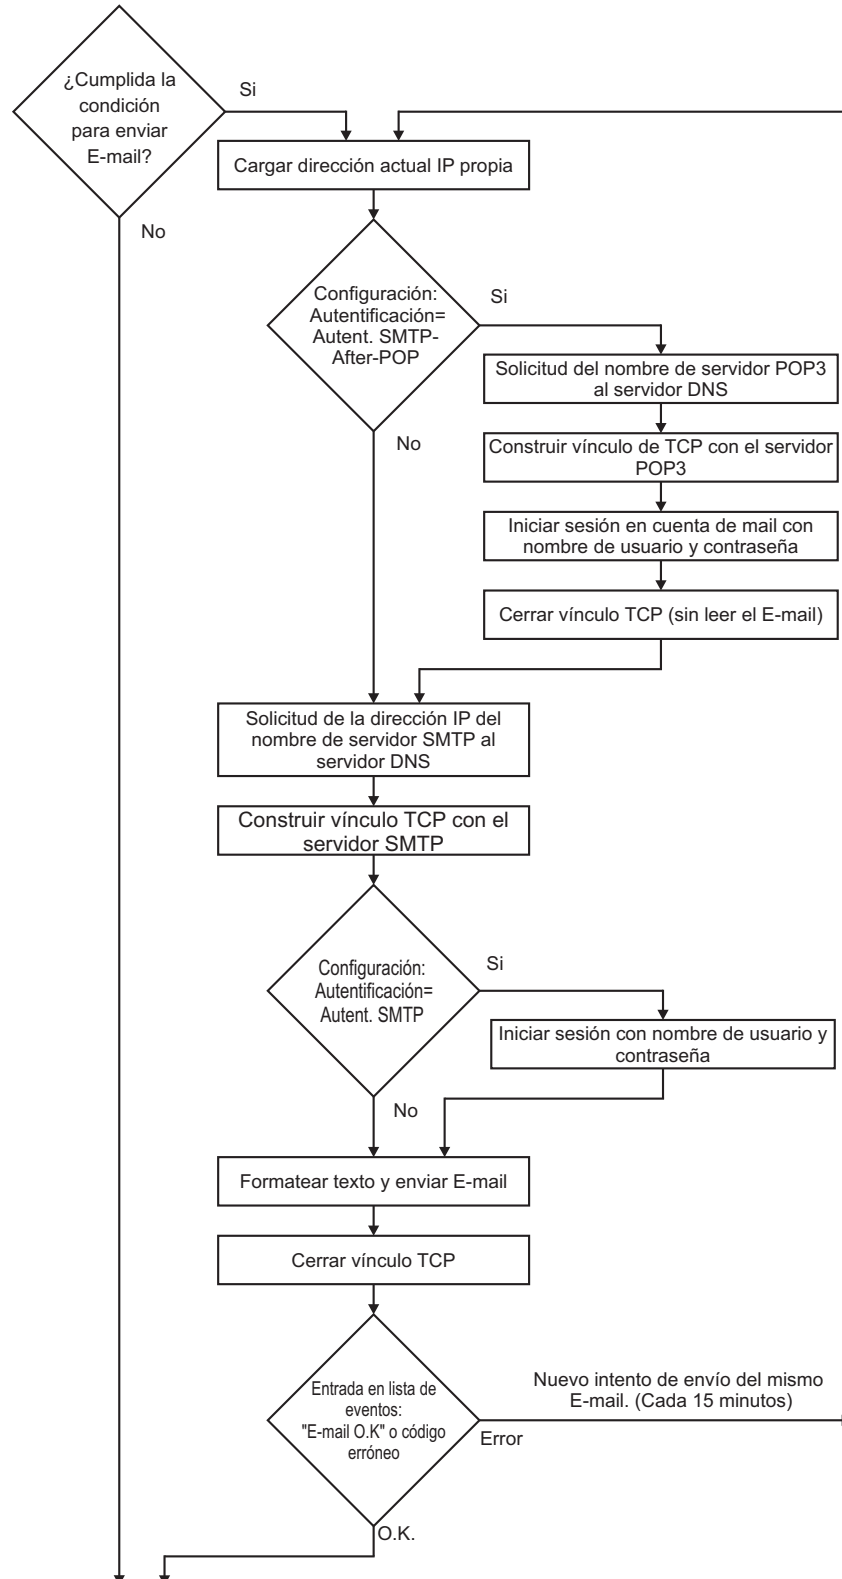 ¿Cumplida la
condición
para enviar
E-mail?
Si
No
Cargar dirección actual IP propia
Configuración:
Autentificación=
Autent. SMTP-
After-POP
Si
No
Solicitud del nombre de servidor POP3
al servidor DNS
Construir vínculo de TCP con el servidor
POP3
Iniciar sesión en cuenta de mail con
nombre de usuario y contraseña
Cerrar vínculo TCP (sin leer el E-mail)
Solicitud de la dirección IP del
nombre de servidor SMTP al
servidor DNS
Construir vínculo TCP con el
servidor SMTP
Configuración:
Autentificación=
Autent. SMTP
Si
No
Iniciar sesión con nombre de usuario y
contraseña
Formatear texto y enviar E-mail
Cerrar vínculo TCP
Entrada en lista de
eventos:
"E-mail O.K" o código
erróneo
Nuevo intento de envío del mismo
E-mail. (Cada 15 minutos)
Error
O.K.